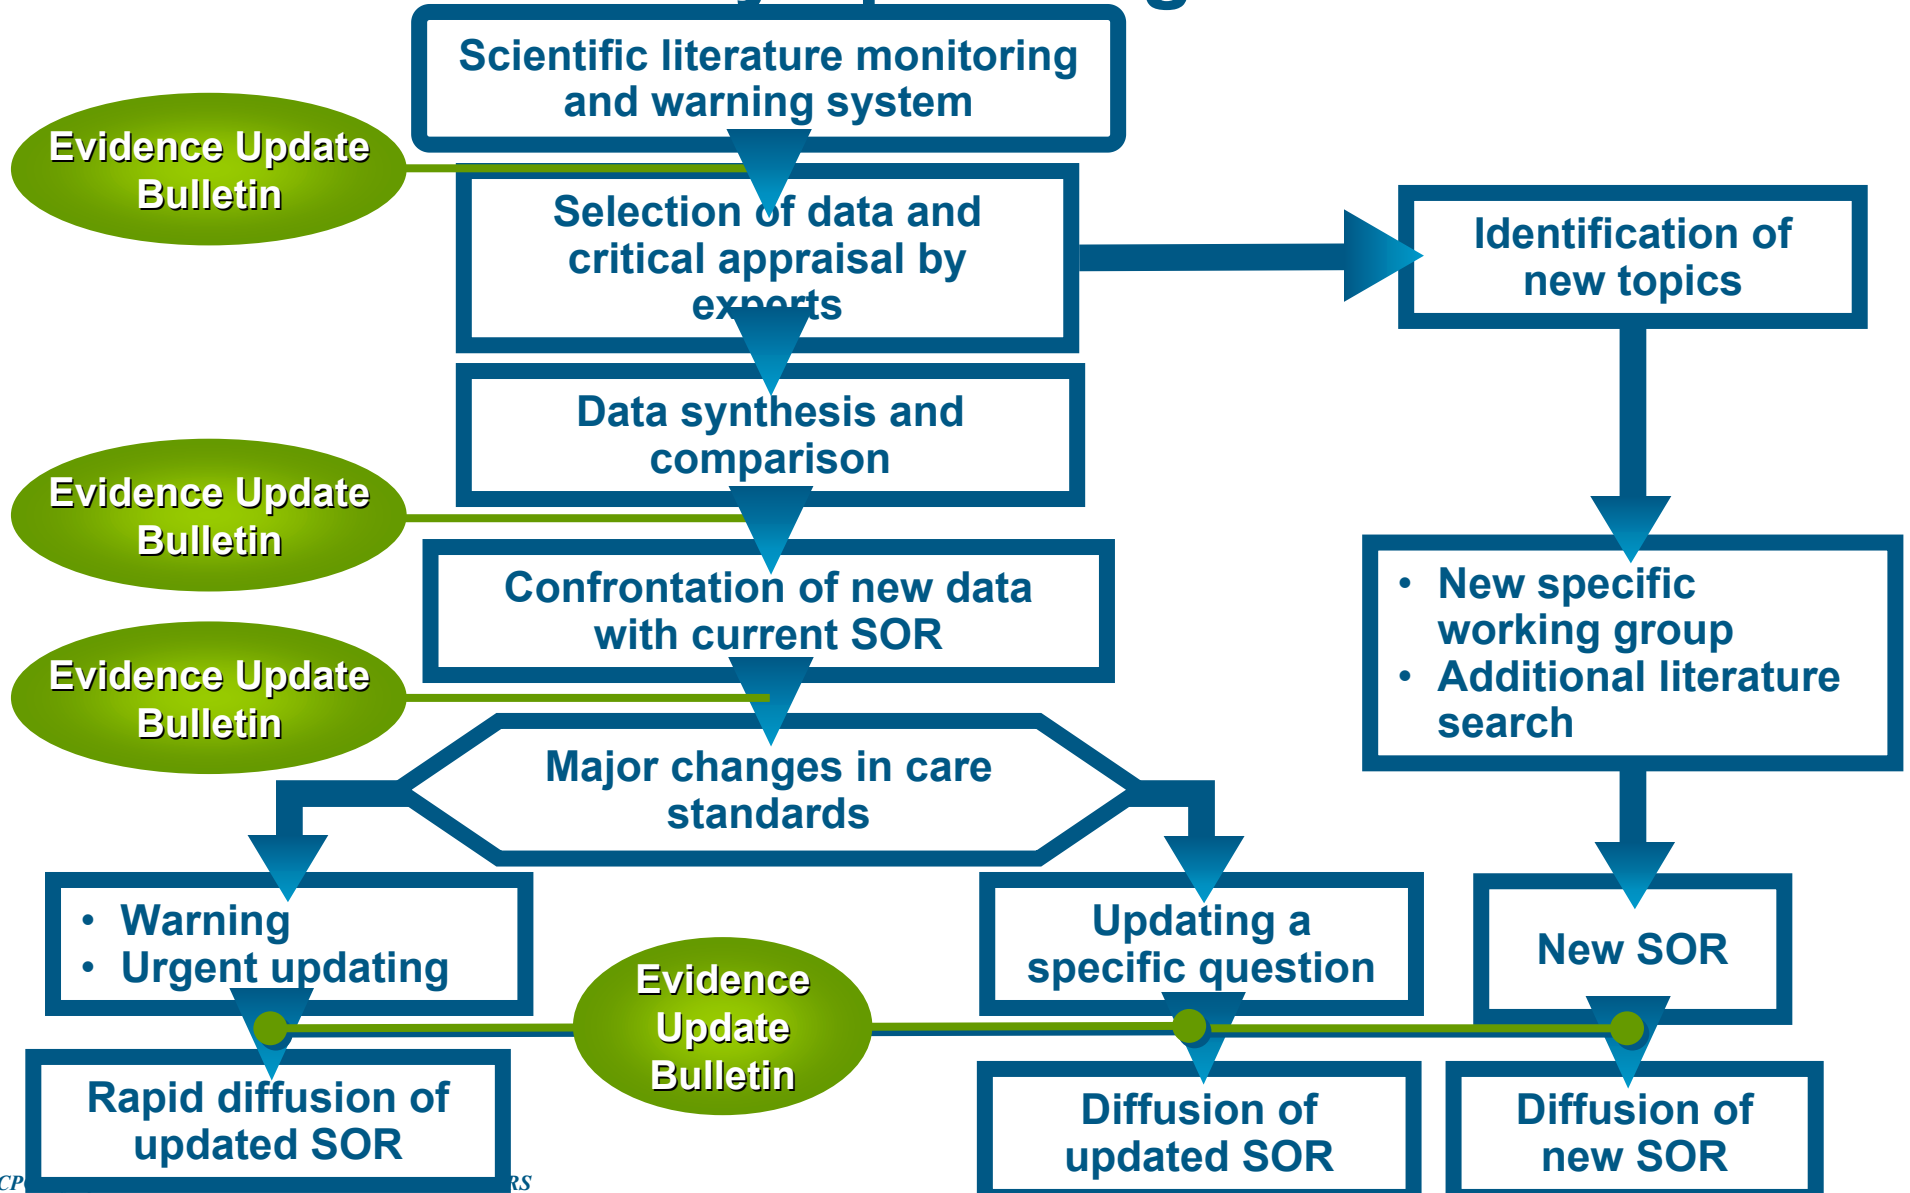 Scientific literature monitoring
and warning system
Evidence Update
Bulletin
Selection of data and
critical appraisal by
experts
Identification of
new topics
Data synthesis and
comparison
Evidence Update
Bulletin
Confrontation of new data
with current SOR
• New specific
working group
• Additional literature
search
Evidence Update
Bulletin
Major changes in care
standards
• Warning
• Urgent updating
Updating a
specific question
New SOR
Evidence
Update
Bulletin
Rapid diffusion of
updated SOR
Diffusion of
updated SOR
Diffusion of
new SOR